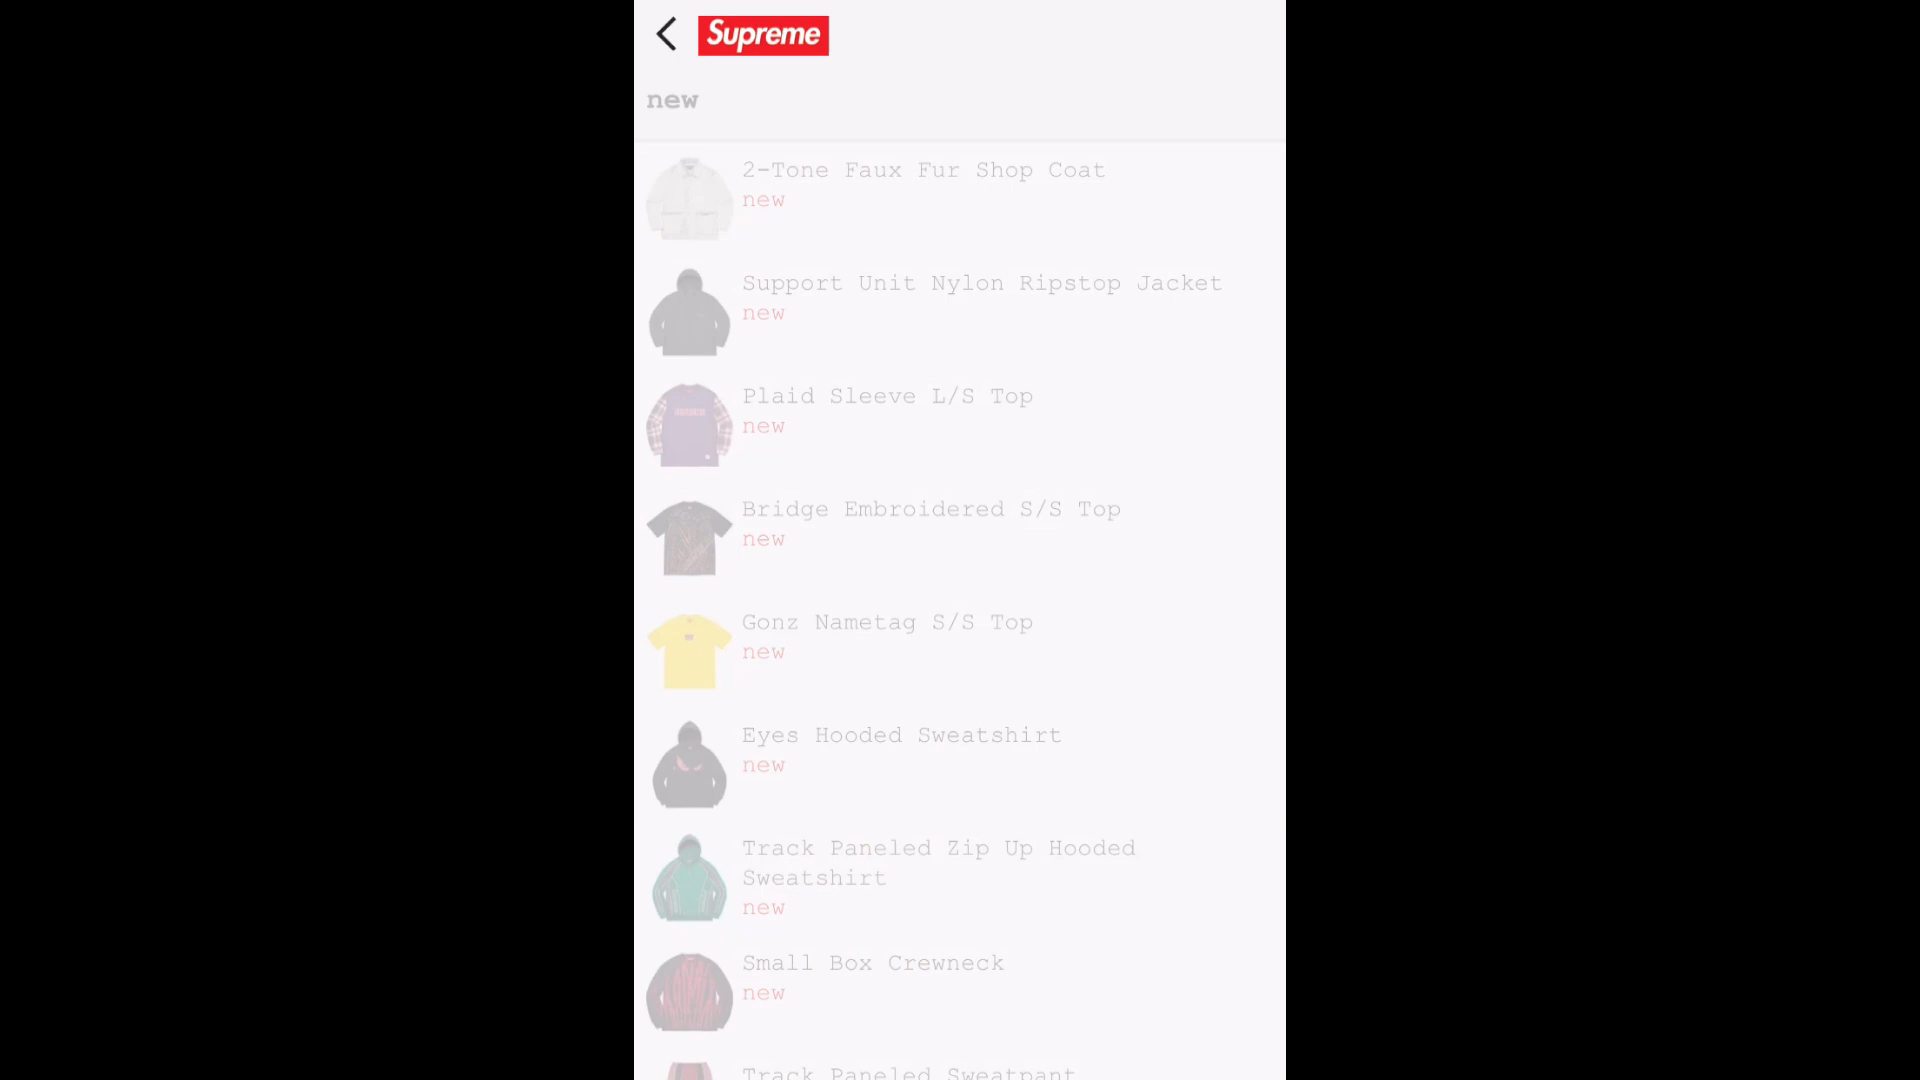 Supreme
new
2-Tone Faux Fur Shop Coat
new
Support Unit Nylon Ripstop Jacket
new
Plaid Sleeve L/S Top
new
Bridge Embroidered S/S Top
new
Gonz Nametag S/S Top
new
Eyes Hooded Sweatshirt
new
Track Paneled Zip Up Hooded
Sweatshirt
new
Small Box Crewneck
new
Track Paneled Sweatpant